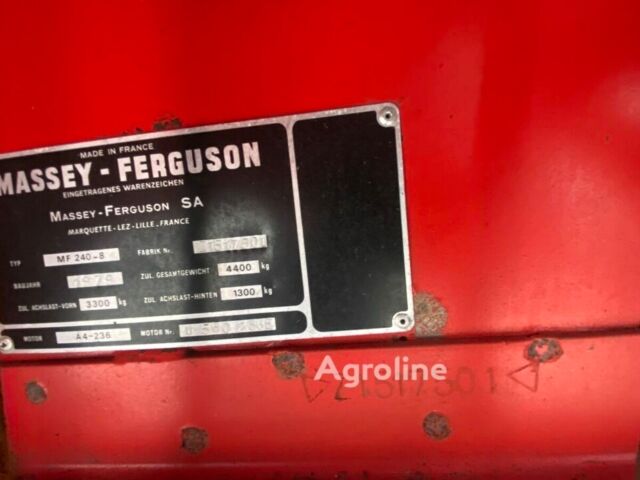 MADE IN FRANCE
MASSEY-FERGUSON
EINGETRAGENES WARENZEICHEN
MASSEY-FERGUSON SA
MARQUETTE-LEZ-LILLE.FRANCE
TYP MF 240-8 FABRIK Nr.
BAUJAHR ZUL. GESAMTGEWICHT 4400 kg
ZUL ACHSLAST-VORN 3300 kg ZUL. ACHSLAST-HINTEN 1300 kg
MOTOR A4-236 MOTOR Nr.
Agroline